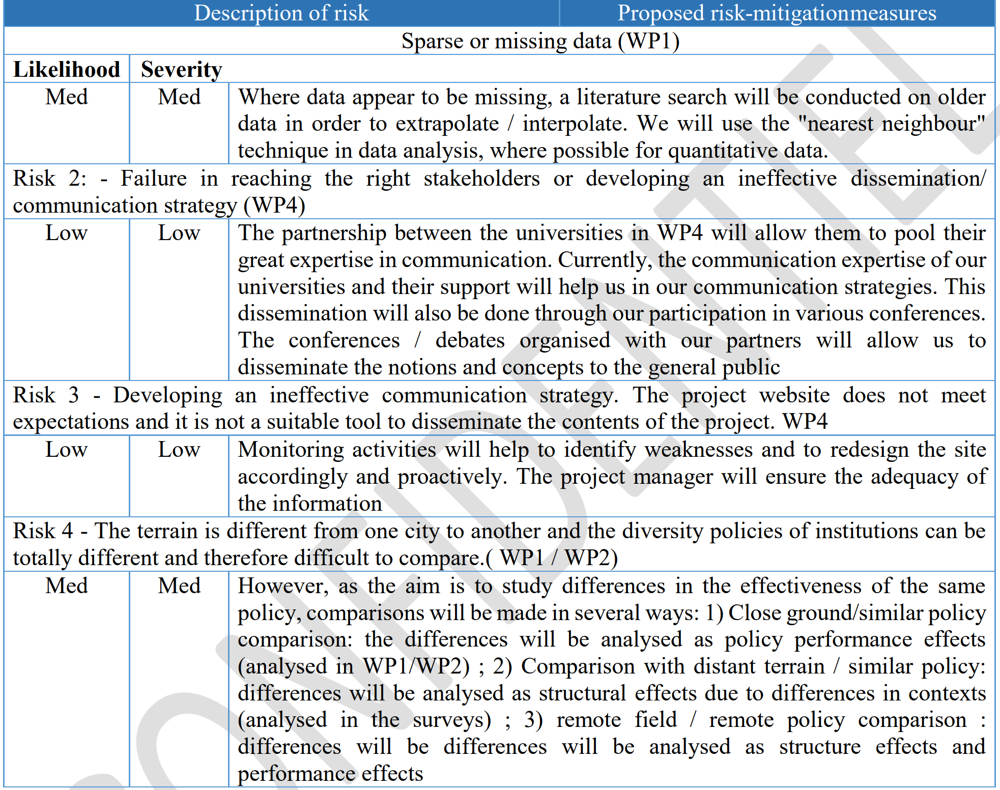 Description of risk Proposed risk-mitigationmeasures
Sparse or missing data (WP1)
Likelihood Severity
Med Med Where data appear to be missing, a literature search will be conducted on older
data in order to extrapolate / interpolate. We will use the "nearest neighbour"
technique in data analysis, where possible for quantitative data.
Risk 2: - Failure in reaching the right stakeholders or developing an ineffective dissemination/
communication strategy (WP4)
Low Low The partnership between the universities in WP4 will allow them to pool their
great expertise in communication. Currently, the communication expertise of our
universities and their support will help us in our communication strategies. This
dissemination will also be done through our participation in various conferences.
The conferences / debates organised with our partners will allow us to
disseminate the notions and concepts to the general public
Risk 3 - Developing an ineffective communication strategy. The project website does not meet
expectations and it is not a suitable tool to disseminate the contents of the project. WP4
Low Low Monitoring activities will help to identify weaknesses and to redesign the site
accordingly and proactively. The project manager will ensure the adequacy of
the information
Risk 4 - The terrain is different from one city to another and the diversity policies of institutions can be
totally different and therefore difficult to compare.( WP1 / WP2)
Med Med However, as the aim is to study differences in the effectiveness of the same
policy, comparisons will be made in several ways: 1) Close ground/similar policy
comparison: the differences will be analysed as policy performance effects
(analysed in WP1/WP2) ; 2) Comparison with distant terrain / similar policy:
differences will be analysed as structural effects due to differences in contexts
(analysed in the surveys) ; 3) remote field / remote policy comparison :
differences will be differences will be analysed as structure effects and
performance effects
ONFIDENTIEL